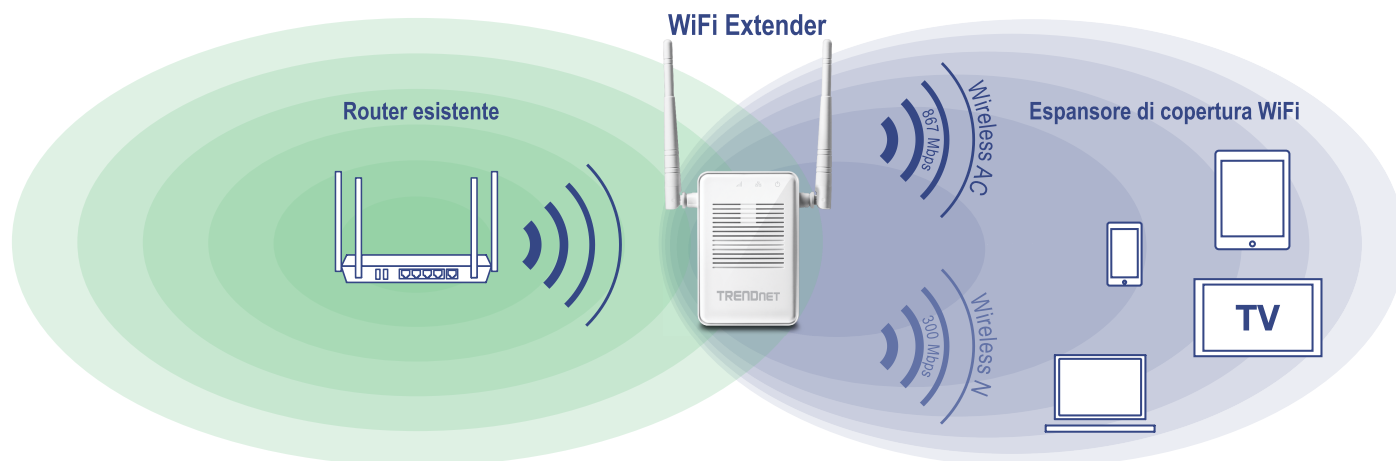 WiFi Extender
Router esistente
Espansore di copertura WiFi
867 Mbps
Wireless AC
TRENDNET
300 Mbps
Wireless N
TV